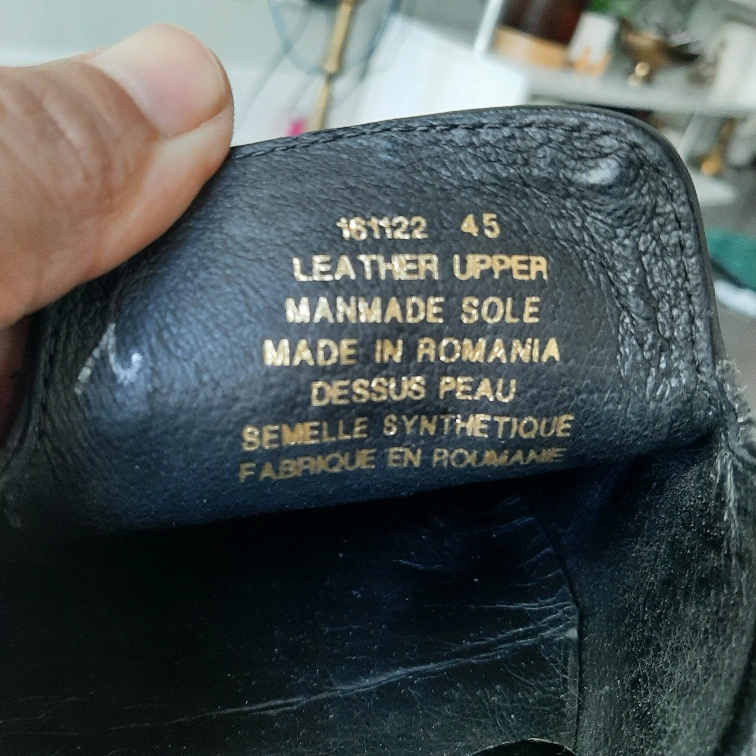 161122 45
LEATHER UPPER
MANMADE SOLE
MADE IN ROMANIA
DESSUS PEAU
SEMELLE SYNTHETIQUE
FABRIQUE EN ROUMANIE